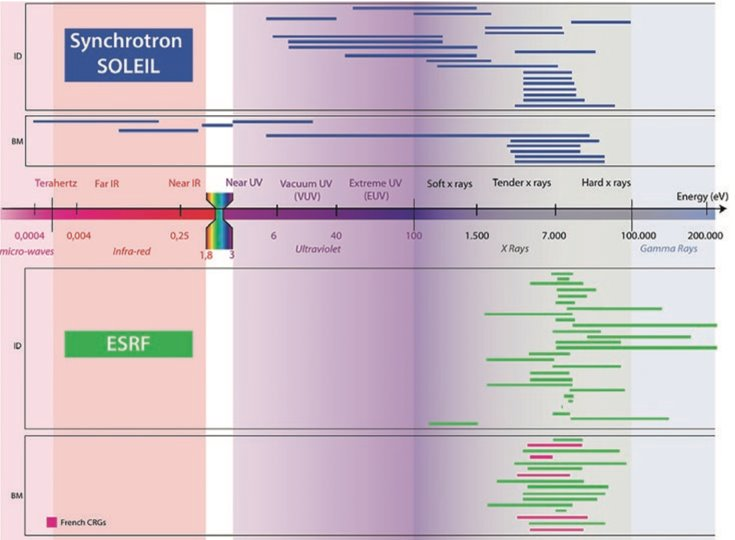 Synchrotron
SOLEIL
ID
BM
Terahertz Far IR Near IR Near UV Vacuum UV Extreme UV Soft x rays Tender x rays Hard x rays
(VUV) (EUV)
Energy (eV)
0,0004 0,004 0,25 6 40 100 1.500 7.000 100.000 200.000
micro-waves Infra-red 1,8 3 Ultraviolet X Rays Gamma Rays
ID
ESRF
BM
French CRGs